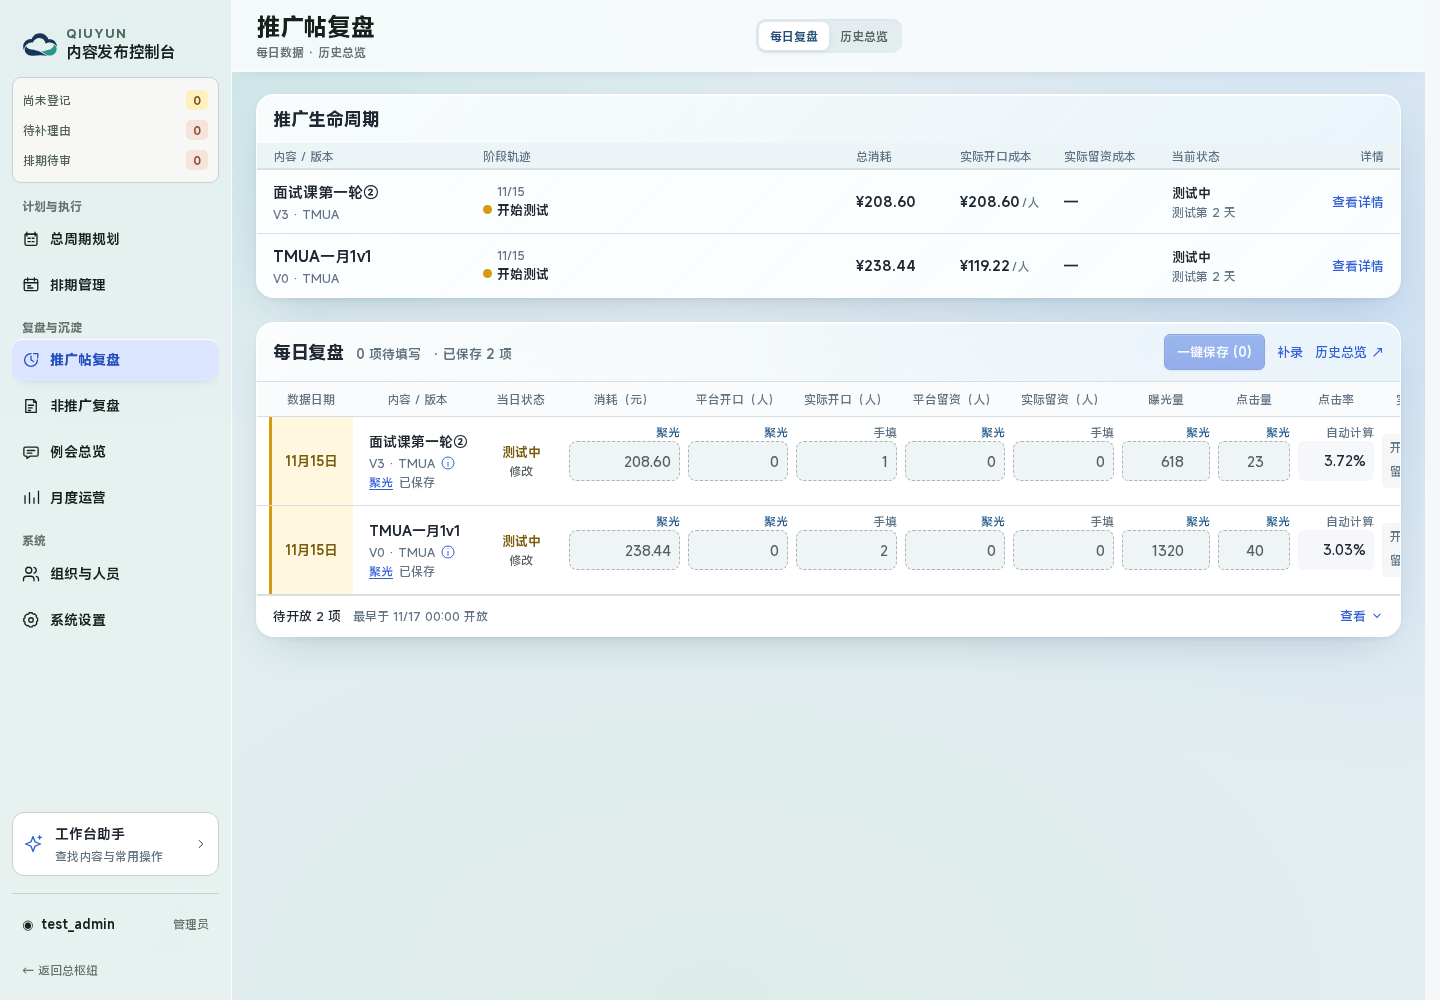 QIUYUN
内容发布控制台
尚未登记 0
待补理由 0
排期待审 0
计划与执行
总周期规划
排期管理
复盘与沉淀
推广帖复盘
非推广复盘
例会总览
月度运营
系统
组织与人员
系统设置
工作台助手
查找内容与常用操作
test_admin 管理员
← 返回总枢纽
推广帖复盘
每日数据 · 历史总览
每日复盘 历史总览
推广生命周期
内容 / 版本 阶段轨迹 总消耗 实际开口成本 实际留资成本 当前状态 详情
面试课第一轮② 11/15 ¥208.60 ¥208.60 /人 — 测试中 查看详情
V3 · TMUA 开始测试 测试第 2 天
TMUA一月1v1 11/15 ¥238.44 ¥119.22 /人 — 测试中 查看详情
V0 · TMUA 开始测试 测试第 2 天
每日复盘 0 项待填写 · 已保存 2 项 一键保存 (0) 补录 历史总览 ↗
数据日期 内容 / 版本 当日状态 消耗（元） 平台开口（人） 实际开口（人） 平台留资（人） 实际留资（人） 曝光量 点击量 点击率
聚光 聚光 手填 聚光 手填 聚光 聚光 自动计算
11月15日 面试课第一轮② 测试中 208.60 0 1 0 0 618 23 3.72% 开
V3 · TMUA 修改 留
聚光 已保存
聚光 聚光 手填 聚光 手填 聚光 聚光 自动计算
11月15日 TMUA一月1v1 测试中 238.44 0 2 0 0 1320 40 3.03% 开
V0 · TMUA 修改 留
聚光 已保存
待开放 2 项 最早于 11/17 00:00 开放 查看